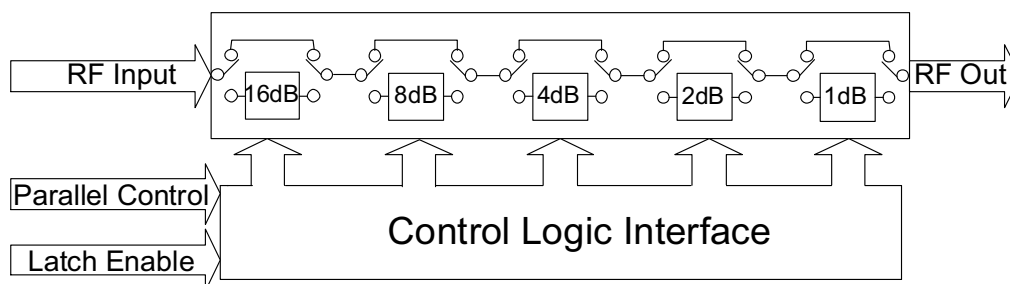 RF Input
16dB
8dB
4dB
2dB
1dB
RF Out
Parallel Control
Latch Enable
Control Logic Interface